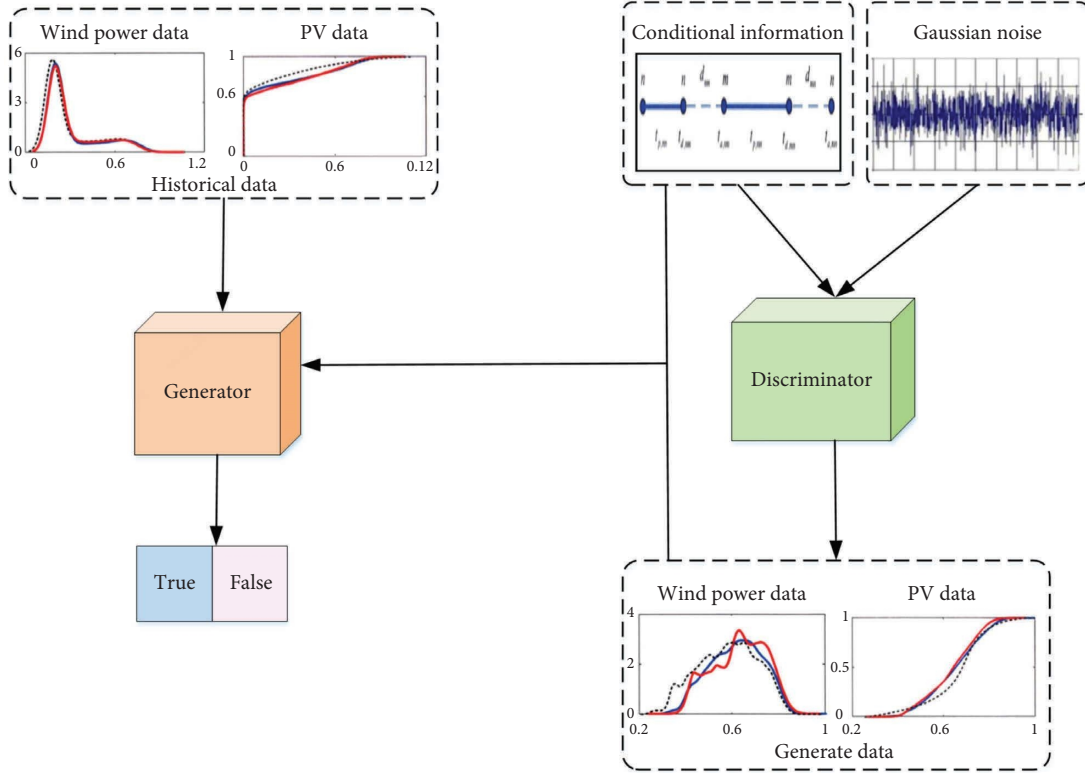 Wind power data
PV data
6
3
0
0
0.6
1.2
1
0.6
0
0
0.6
0.12
Historical data
Conditional information
Gaussian noise
n
n
m
m
n
Generator
Discriminator
True
False
Wind power data
PV data
4
2
0
0.2
0.6
1
1
0.5
0
0.2
0.6
1
Generate data